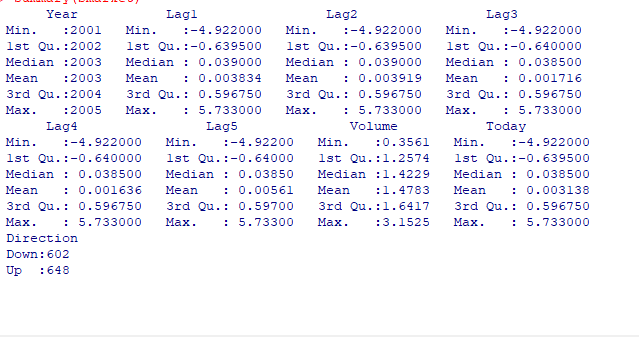 > summary(Smarket)
Year Lag1 Lag2 Lag3
Min. :2001 Min. :-4.922000 Min. :-4.922000 Min. :-4.922000
1st Qu.:2002 1st Qu.:-0.639500 1st Qu.:-0.639500 1st Qu.:-0.640000
Median :2003 Median : 0.039000 Median : 0.039000 Median : 0.038500
Mean :2003 Mean : 0.003834 Mean : 0.003919 Mean : 0.001716
3rd Qu.:2004 3rd Qu.: 0.596750 3rd Qu.: 0.596750 3rd Qu.: 0.596750
Max. :2005 Max. : 5.733000 Max. : 5.733000 Max. : 5.733000
Lag4 Lag5 Volume Today
Min. :-4.922000 Min. :-4.92200 Min. :0.3561 Min. :-4.922000
1st Qu.:-0.640000 1st Qu.:-0.64000 1st Qu.:1.2574 1st Qu.:-0.639500
Median : 0.038500 Median : 0.03850 Median :1.4229 Median : 0.038500
Mean : 0.001636 Mean : 0.00561 Mean :1.4783 Mean : 0.003138
3rd Qu.: 0.596750 3rd Qu.: 0.59700 3rd Qu.:1.6417 3rd Qu.: 0.596750
Max. : 5.733000 Max. : 5.73300 Max. :3.1525 Max. : 5.733000
Direction
Down:602
Up :648